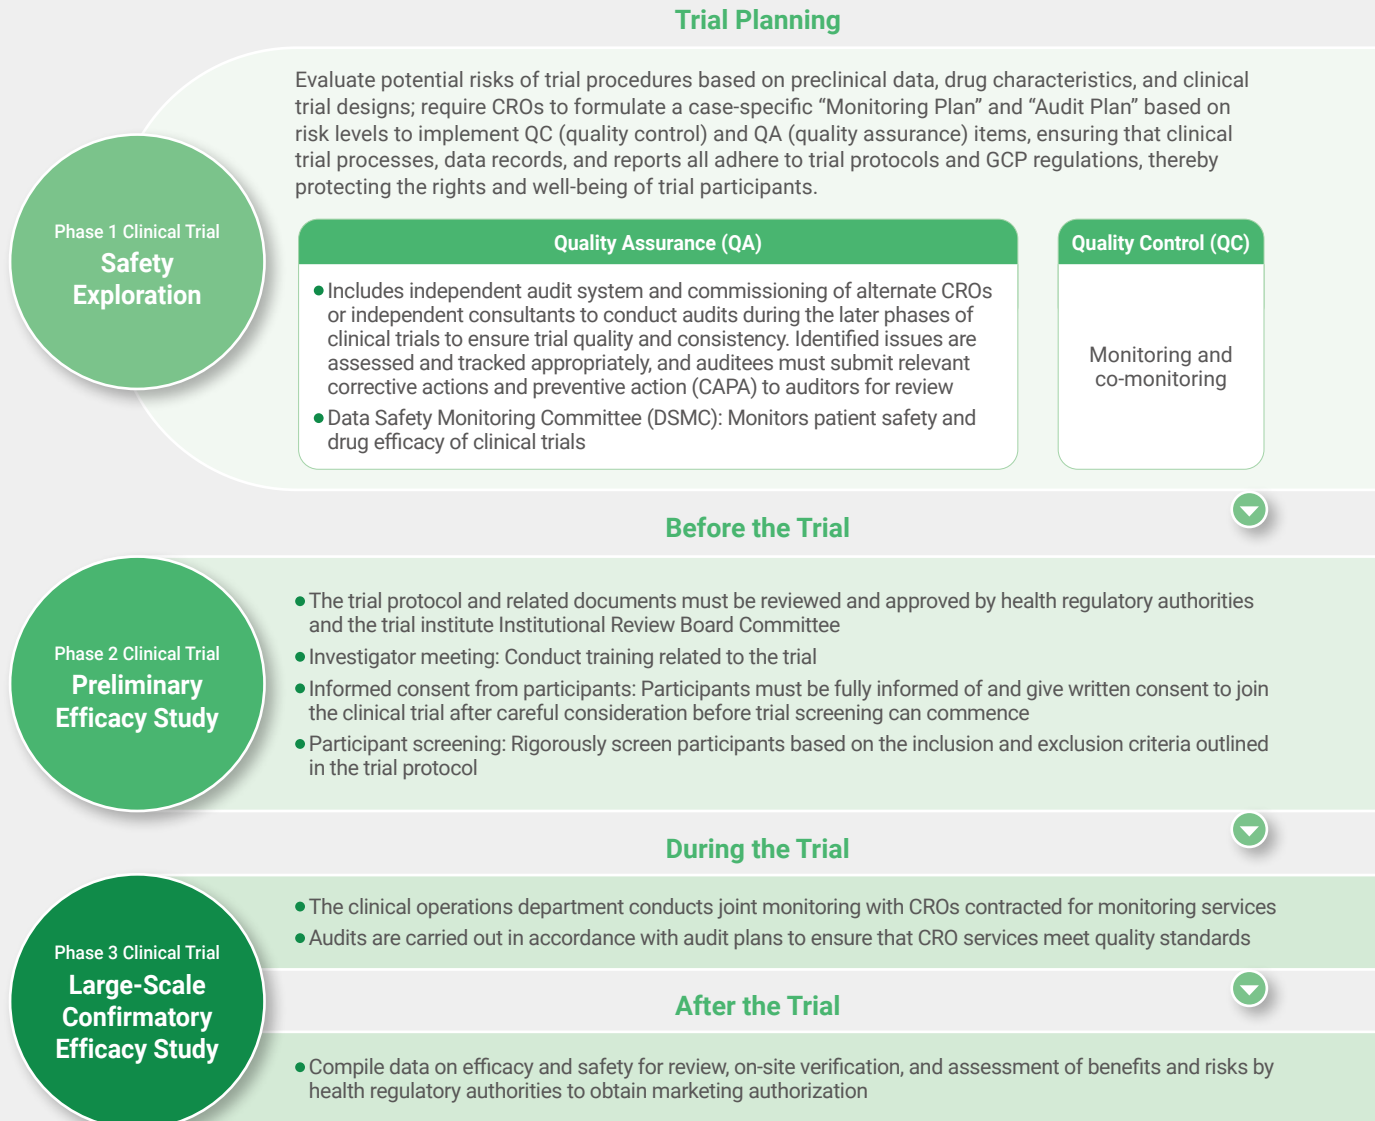 Trial Planning
Evaluate potential risks of trial procedures based on preclinical data, drug characteristics, and clinical
trial designs; require CROs to formulate a case-specific “Monitoring Plan” and “Audit Plan” based on
risk levels to implement QC (quality control) and QA (quality assurance) items, ensuring that clinical
trial processes, data records, and reports all adhere to trial protocols and GCP regulations, thereby
protecting the rights and well-being of trial participants.
Phase 1 Clinical Trial
Safety
Exploration
Quality Assurance (QA)
● Includes independent audit system and commissioning of alternate CROs
or independent consultants to conduct audits during the later phases of
clinical trials to ensure trial quality and consistency. Identified issues are
assessed and tracked appropriately, and auditees must submit relevant
corrective actions and preventive action (CAPA) to auditors for review
● Data Safety Monitoring Committee (DSMC): Monitors patient safety and
drug efficacy of clinical trials
Quality Control (QC)
Monitoring and
co-monitoring
Before the Trial
Phase 2 Clinical Trial
Preliminary
Efficacy Study
● The trial protocol and related documents must be reviewed and approved by health regulatory authorities
and the trial institute Institutional Review Board Committee
● Investigator meeting: Conduct training related to the trial
● Informed consent from participants: Participants must be fully informed of and give written consent to join
the clinical trial after careful consideration before trial screening can commence
● Participant screening: Rigorously screen participants based on the inclusion and exclusion criteria outlined
in the trial protocol
During the Trial
Phase 3 Clinical Trial
Large-Scale
Confirmatory
Efficacy Study
● The clinical operations department conducts joint monitoring with CROs contracted for monitoring services
● Audits are carried out in accordance with audit plans to ensure that CRO services meet quality standards
After the Trial
● Compile data on efficacy and safety for review, on-site verification, and assessment of benefits and risks by
health regulatory authorities to obtain marketing authorization